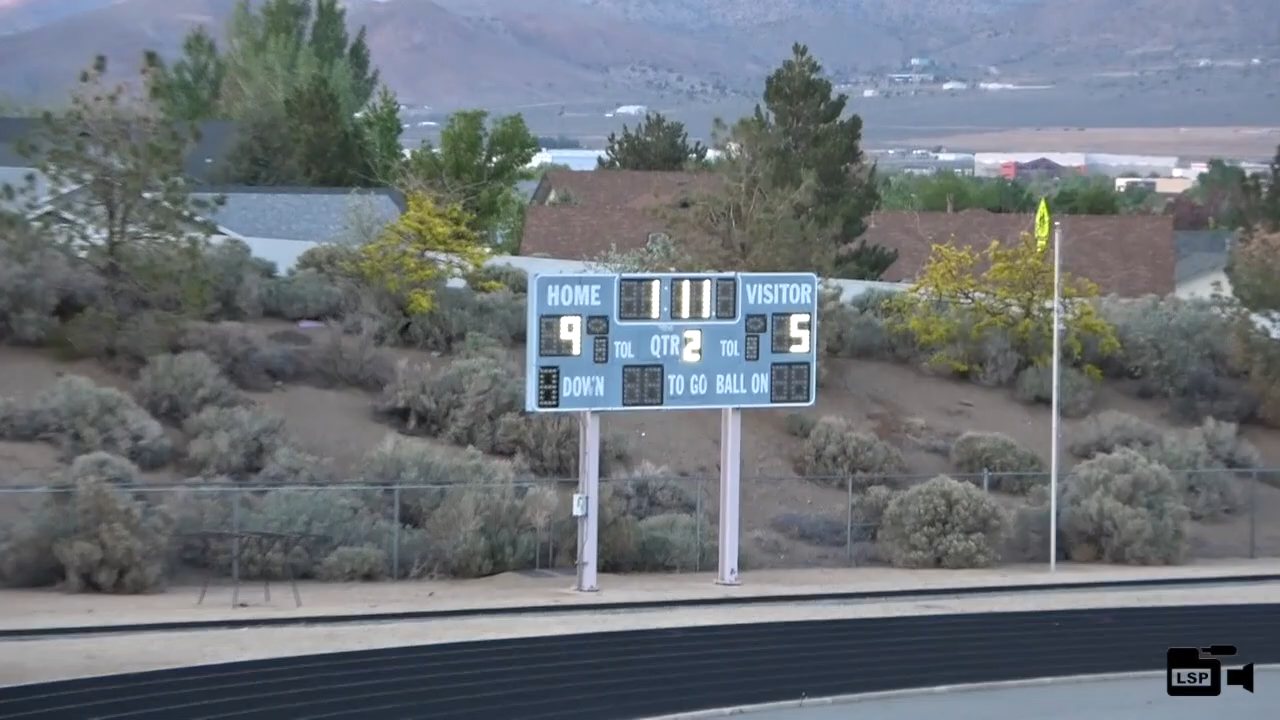 HOME 1:11 VISITOR
9 TOL QTR 2 TOL 5
DOWN TO GO BALL ON
LSP